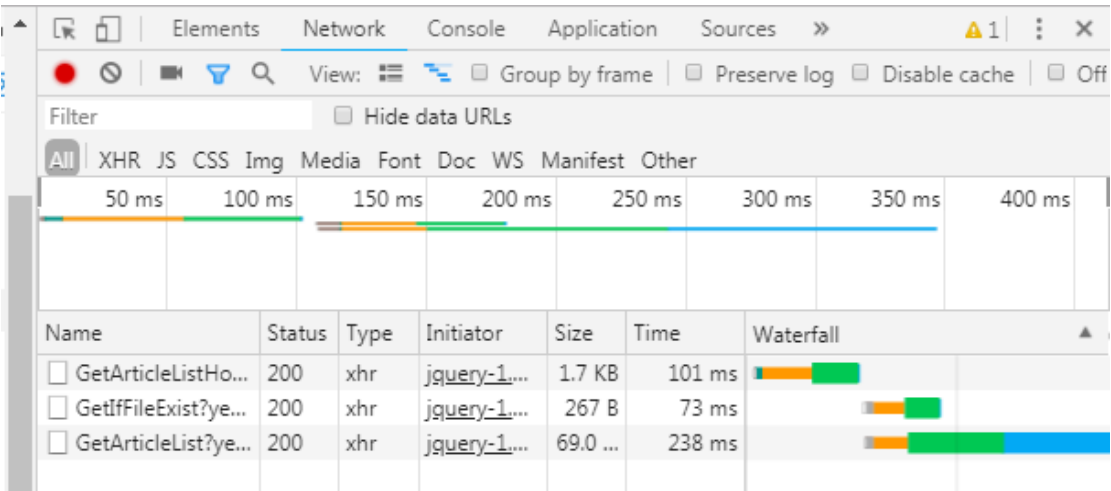 Elements Network Console Application Sources » 1
View: Group by frame Preserve log Disable cache Off
Filter Hide data URLs
All XHR JS CSS Img Media Font Doc WS Manifest Other
50 ms 100 ms 150 ms 200 ms 250 ms 300 ms 350 ms 400 ms
Name Status Type Initiator Size Time Waterfall
GetArticleListHo... 200 xhr jquery-1.... 1.7 KB 101 ms
GetIfFileExist?ye... 200 xhr jquery-1.... 267 B 73 ms
GetArticleList?ye... 200 xhr jquery-1.... 69.0 ... 238 ms